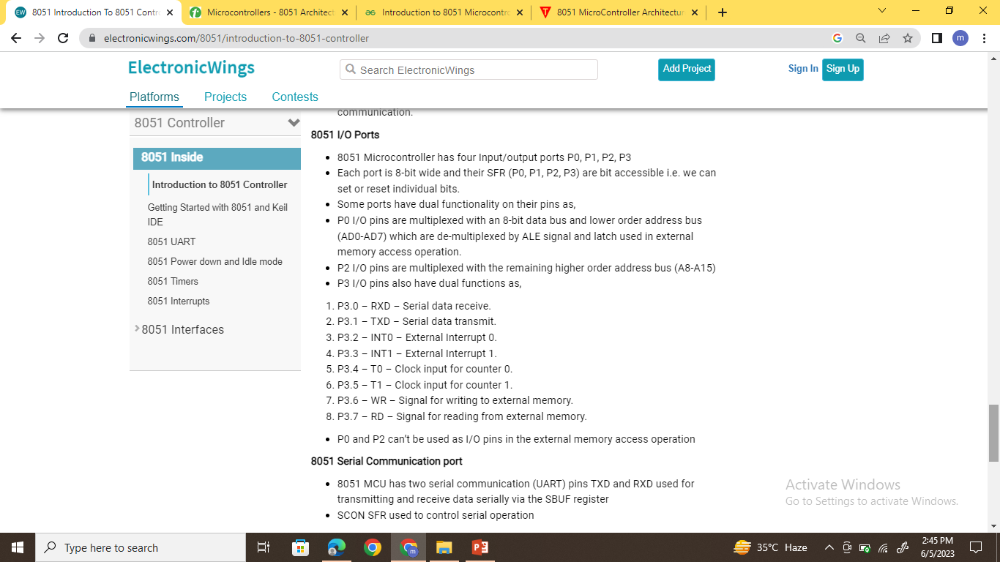 8051 Introduction To 8051 Contr
Microcontrollers - 8051 Architect
Introduction to 8051 Microcontro
8051 MicroController Architectur
electronicwings.com/8051/introduction-to-8051-controller
m
ElectronicWings
Search ElectronicWings
Add Project
Sign In
Sign Up
Platforms
Projects
Contests
8051 Controller
8051 Inside
Introduction to 8051 Controller
Getting Started with 8051 and Keil
IDE
8051 UART
8051 Power down and Idle mode
8051 Timers
8051 Interrupts
8051 Interfaces
communication.
8051 I/O Ports
• 8051 Microcontroller has four Input/output ports P0, P1, P2, P3
• Each port is 8-bit wide and their SFR (P0, P1, P2, P3) are bit accessible i.e. we can
set or reset individual bits.
• Some ports have dual functionality on their pins as,
• P0 I/O pins are multiplexed with an 8-bit data bus and lower order address bus
(AD0-AD7) which are de-multiplexed by ALE signal and latch used in external
memory access operation.
• P2 I/O pins are multiplexed with the remaining higher order address bus (A8-A15)
• P3 I/O pins also have dual functions as,
1. P3.0 – RXD – Serial data receive.
2. P3.1 – TXD – Serial data transmit.
3. P3.2 – INT0 – External Interrupt 0.
4. P3.3 – INT1 – External Interrupt 1.
5. P3.4 – T0 – Clock input for counter 0.
6. P3.5 – T1 – Clock input for counter 1.
7. P3.6 – WR – Signal for writing to external memory.
8. P3.7 – RD – Signal for reading from external memory.
• P0 and P2 can't be used as I/O pins in the external memory access operation
8051 Serial Communication port
• 8051 MCU has two serial communication (UART) pins TXD and RXD used for
transmitting and receive data serially via the SBUF register
• SCON SFR used to control serial operation
Activate Windows
Go to Settings to activate Windows.
Type here to search
35°C Haze
2:45 PM
6/5/2023